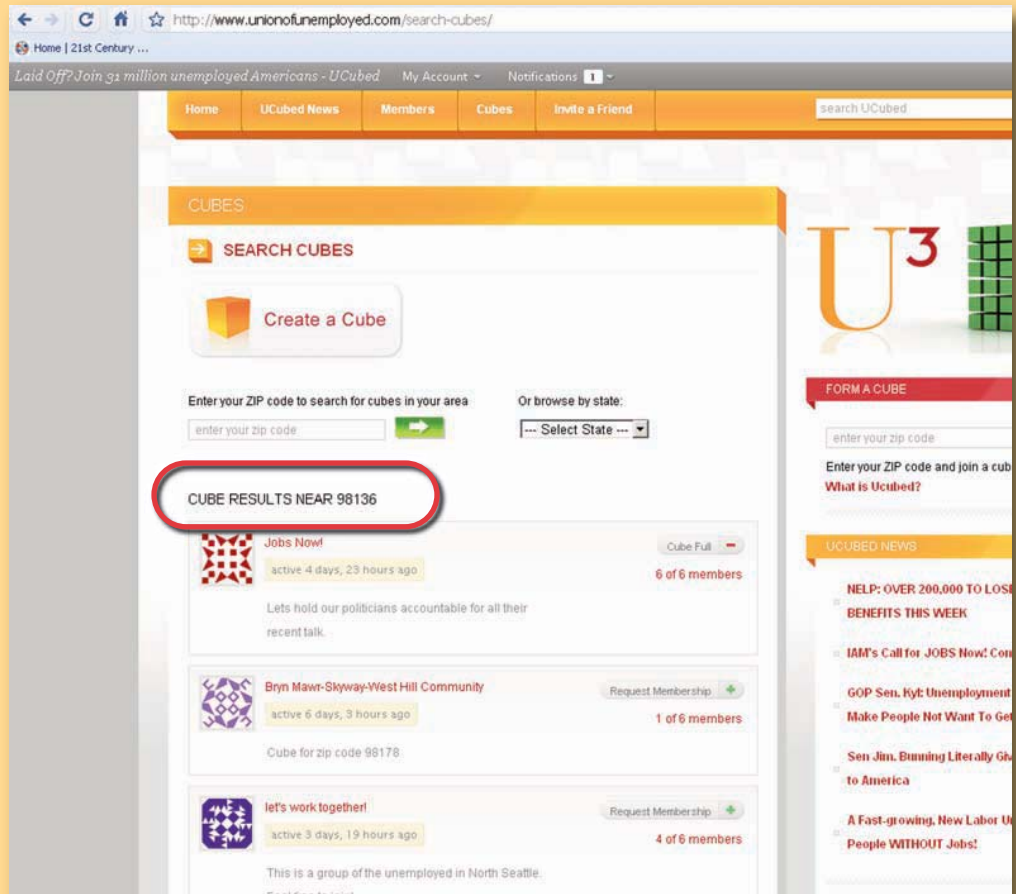 http://www.unionofunemployed.com/search-cubes/
Home | 21st Century ...
Laid Off? Join 31 million unemployed Americans - UCubed My Account Notifications 1
Home UCubed News Members Cubes Invite a Friend
search UCubed
CUBES
SEARCH CUBES
Create a Cube
Enter your ZIP code to search for cubes in your area
enter your zip code
Or browse by state:
--- Select State ---
CUBE RESULTS NEAR 98136
Jobs Now!
active 4 days, 23 hours ago
Cube Full
6 of 6 members
Lets hold our politicians accountable for all their
recent talk.
Bryn Mawr-Skyway-West Hill Community
active 6 days, 3 hours ago
Request Membership
1 of 6 members
Cube for zip code 98178
let's work together!
active 3 days, 19 hours ago
Request Membership
4 of 6 members
This is a group of the unemployed in North Seattle.
U3
FORM A CUBE
enter your zip code
Enter your ZIP code and join a cub
What is Ucubed?
UCUBED NEWS
NELP: OVER 200,000 TO LOSE
BENEFITS THIS WEEK
IAM's Call for JOBS Now! Con
GOP Sen. Kyl: Unemployment
Make People Not Want To Get
Sen Jim. Bunning Literally Giv
to America
A Fast-growing, New Labor Un
People WITHOUT Jobs!